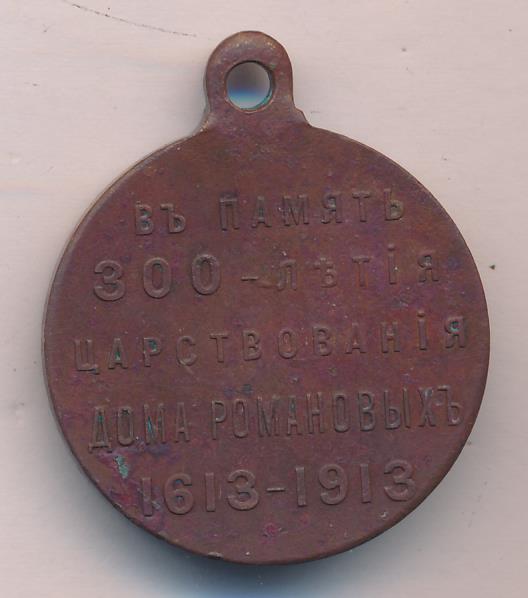 ВЪ ПАМЯТЬ
300-ЛѢТІЯ
ЦАРСТВОВАНІЯ
ДОМА РОМАНОВЫХЪ
1613-1913